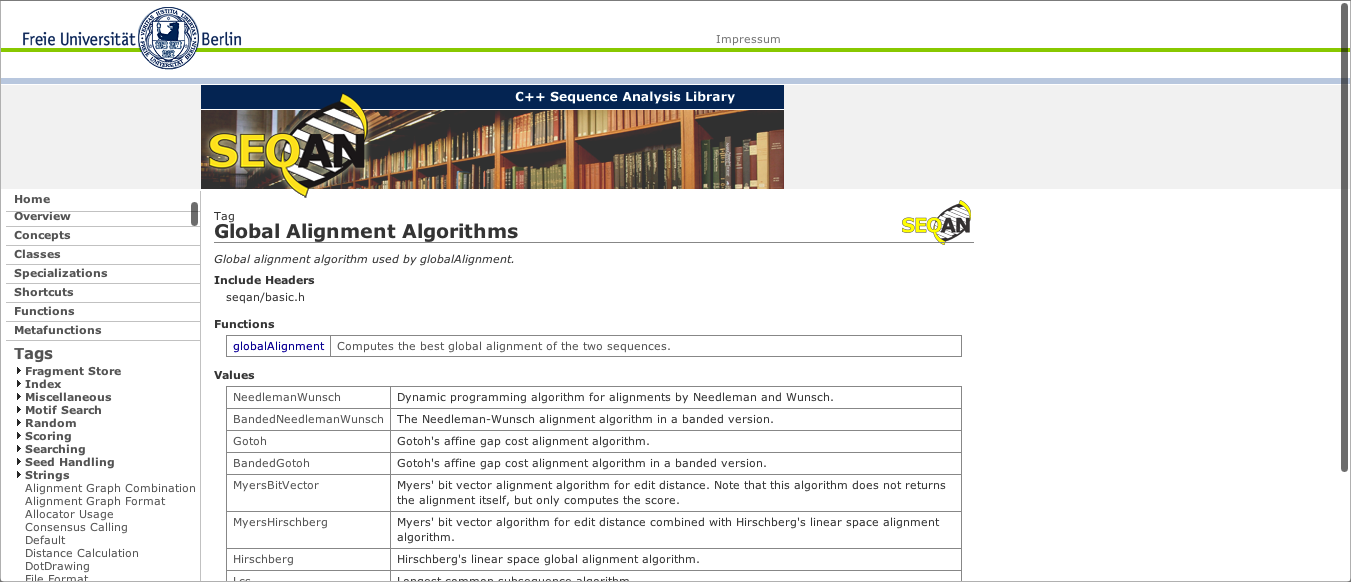 Freie Universität Berlin
Impressum
C++ Sequence Analysis Library
SEQAN
Home
Overview
Concepts
Classes
Specializations
Shortcuts
Functions
Metafunctions
Tags
Fragment Store
Index
Miscellaneous
Motif Search
Random
Scoring
Searching
Seed Handling
Strings
Alignment Graph Combination
Alignment Graph Format
Allocator Usage
Consensus Calling
Default
Distance Calculation
DotDrawing
File Format
Tag
Global Alignment Algorithms
SEQAN
Global alignment algorithm used by globalAlignment.
Include Headers
seqan/basic.h
Functions
globalAlignment Computes the best global alignment of the two sequences.
Values
NeedlemanWunsch Dynamic programming algorithm for alignments by Needleman and Wunsch.
BandedNeedlemanWunsch The Needleman-Wunsch alignment algorithm in a banded version.
Gotoh Gotoh's affine gap cost alignment algorithm.
BandedGotoh Gotoh's affine gap cost alignment algorithm in a banded version.
MyersBitVector Myers' bit vector alignment algorithm for edit distance. Note that this algorithm does not returns
the alignment itself, but only computes the score.
MyersHirschberg Myers' bit vector algorithm for edit distance combined with Hirschberg's linear space alignment
algorithm.
Hirschberg Hirschberg's linear space global alignment algorithm.
Lcs Longest common subsequence algorithm.